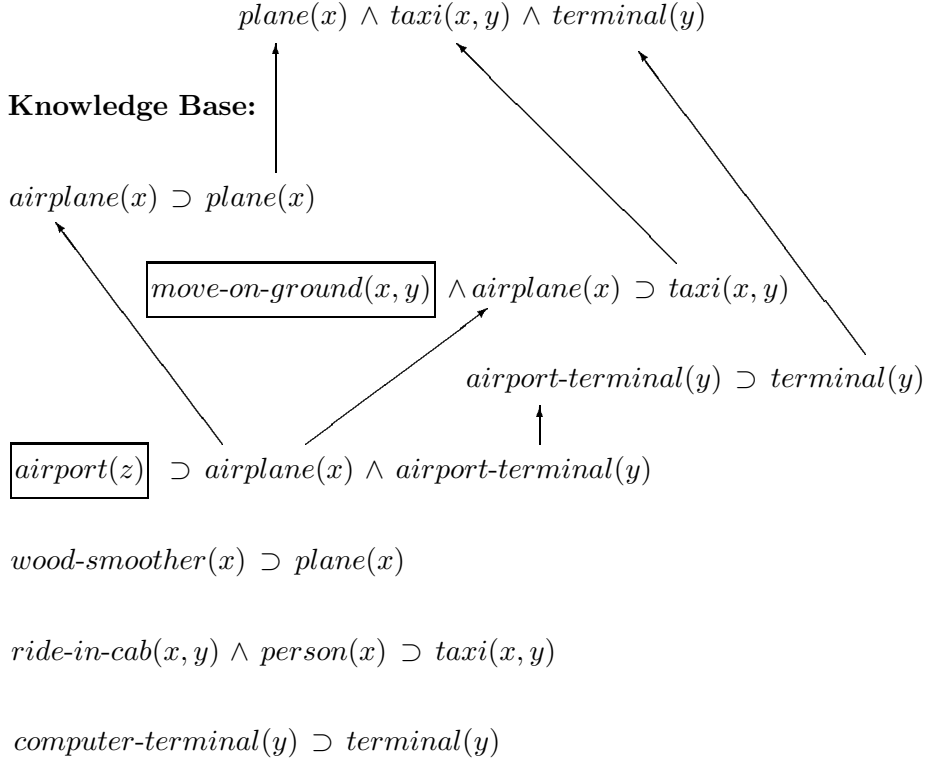 plane(x) ∧ taxi(x, y) ∧ terminal(y)
Knowledge Base:
airplane(x) ⊃ plane(x)
move-on-ground(x, y) ∧ airplane(x) ⊃ taxi(x, y)
airport-terminal(y) ⊃ terminal(y)
airport(z) ⊃ airplane(x) ∧ airport-terminal(y)
wood-smoother(x) ⊃ plane(x)
ride-in-cab(x, y) ∧ person(x) ⊃ taxi(x, y)
computer-terminal(y) ⊃ terminal(y)